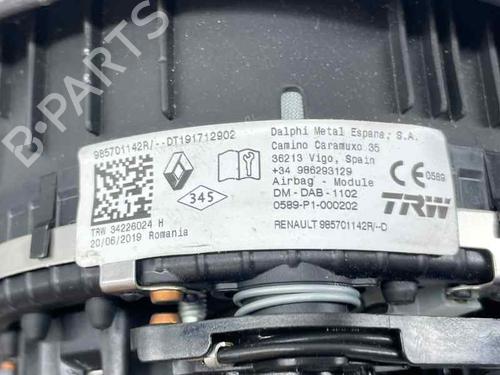 B-PARTS
985701142R/--DT191712902
345
TRW 34226024 H
20/06/2019 Romania
Dalphi Metal Espana, S.A.
Camino Caramuxo 35
36213 Vigo, Spain
+34 986293129
Airbag - Module
DM-DAB-1102
0589-P1-000202
RENAULT 985701142R/--D
CE 0589
TRW